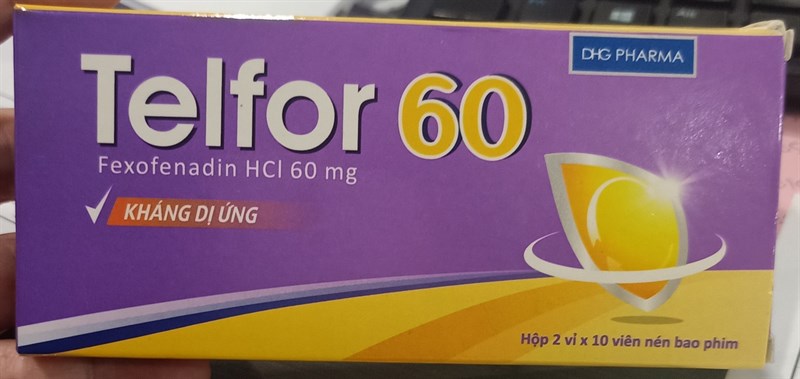 DHG PHARMA
Telfor 60
Fexofenadin HCl 60 mg
KHÁNG DỊ ỨNG
Hộp 2 vỉ x 10 viên nén bao phim